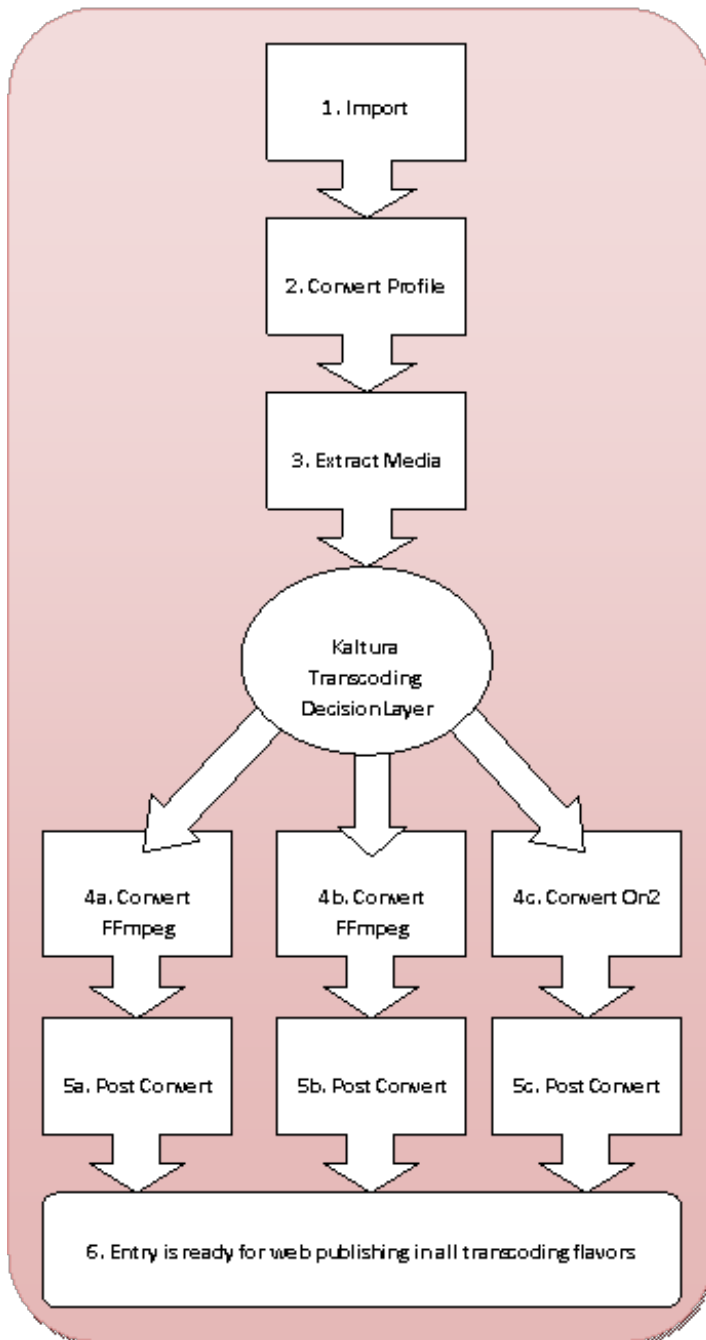 1. Import
2. Convert Profile
3. Extract Media
Kaltura
Transcoding
Decision Layer
4a. Convert
FFmpeg
4b. Convert
FFmpeg
4c. Convert On2
5a. Post Convert
5b. Post Convert
5c. Post Convert
6. Entry is ready for web publishing in all transcoding flavors